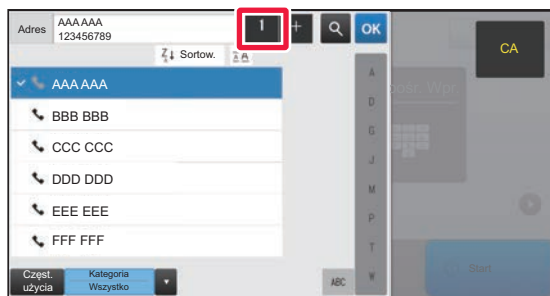 Adres
AAA AAA
123456789
1
+
OK
CA
Sortow.
AAA AAA
BBB BBB
CCC CCC
DDD DDD
EEE EEE
FFF FFF
A
D
G
J
M
P
T
W
ABC
Częst.
użycia
Kategoria
Wszystko
Start